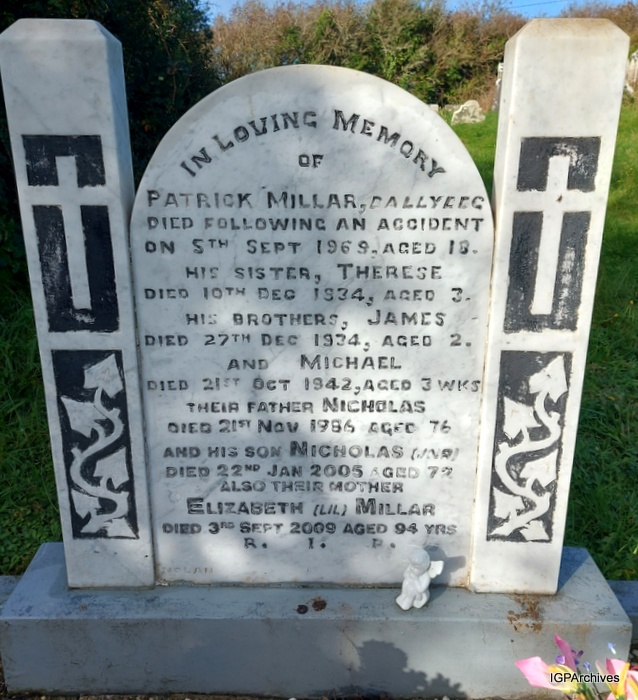 IN LOVING MEMORY
OF
PATRICK MILLAR, BALLYEEG
DIED FOLLOWING AN ACCIDENT
ON 5TH SEPT 1969, AGED 18.
HIS SISTER, THERESE
DIED 10TH DEC 1934, AGED 3.
HIS BROTHERS, JAMES
DIED 27TH DEC 1934, AGED 2.
AND MICHAEL
DIED 21ST OCT 1942, AGED 3 WKS
THEIR FATHER NICHOLAS
DIED 21ST NOV 1986 AGED 76
AND HIS SON NICHOLAS (JNR)
DIED 22ND JAN 2005 AGED 72
ALSO THEIR MOTHER
ELIZABETH (LIL) MILLAR
DIED 3RD SEPT 2009 AGED 94 YRS
R. I. P.
IGPArchives